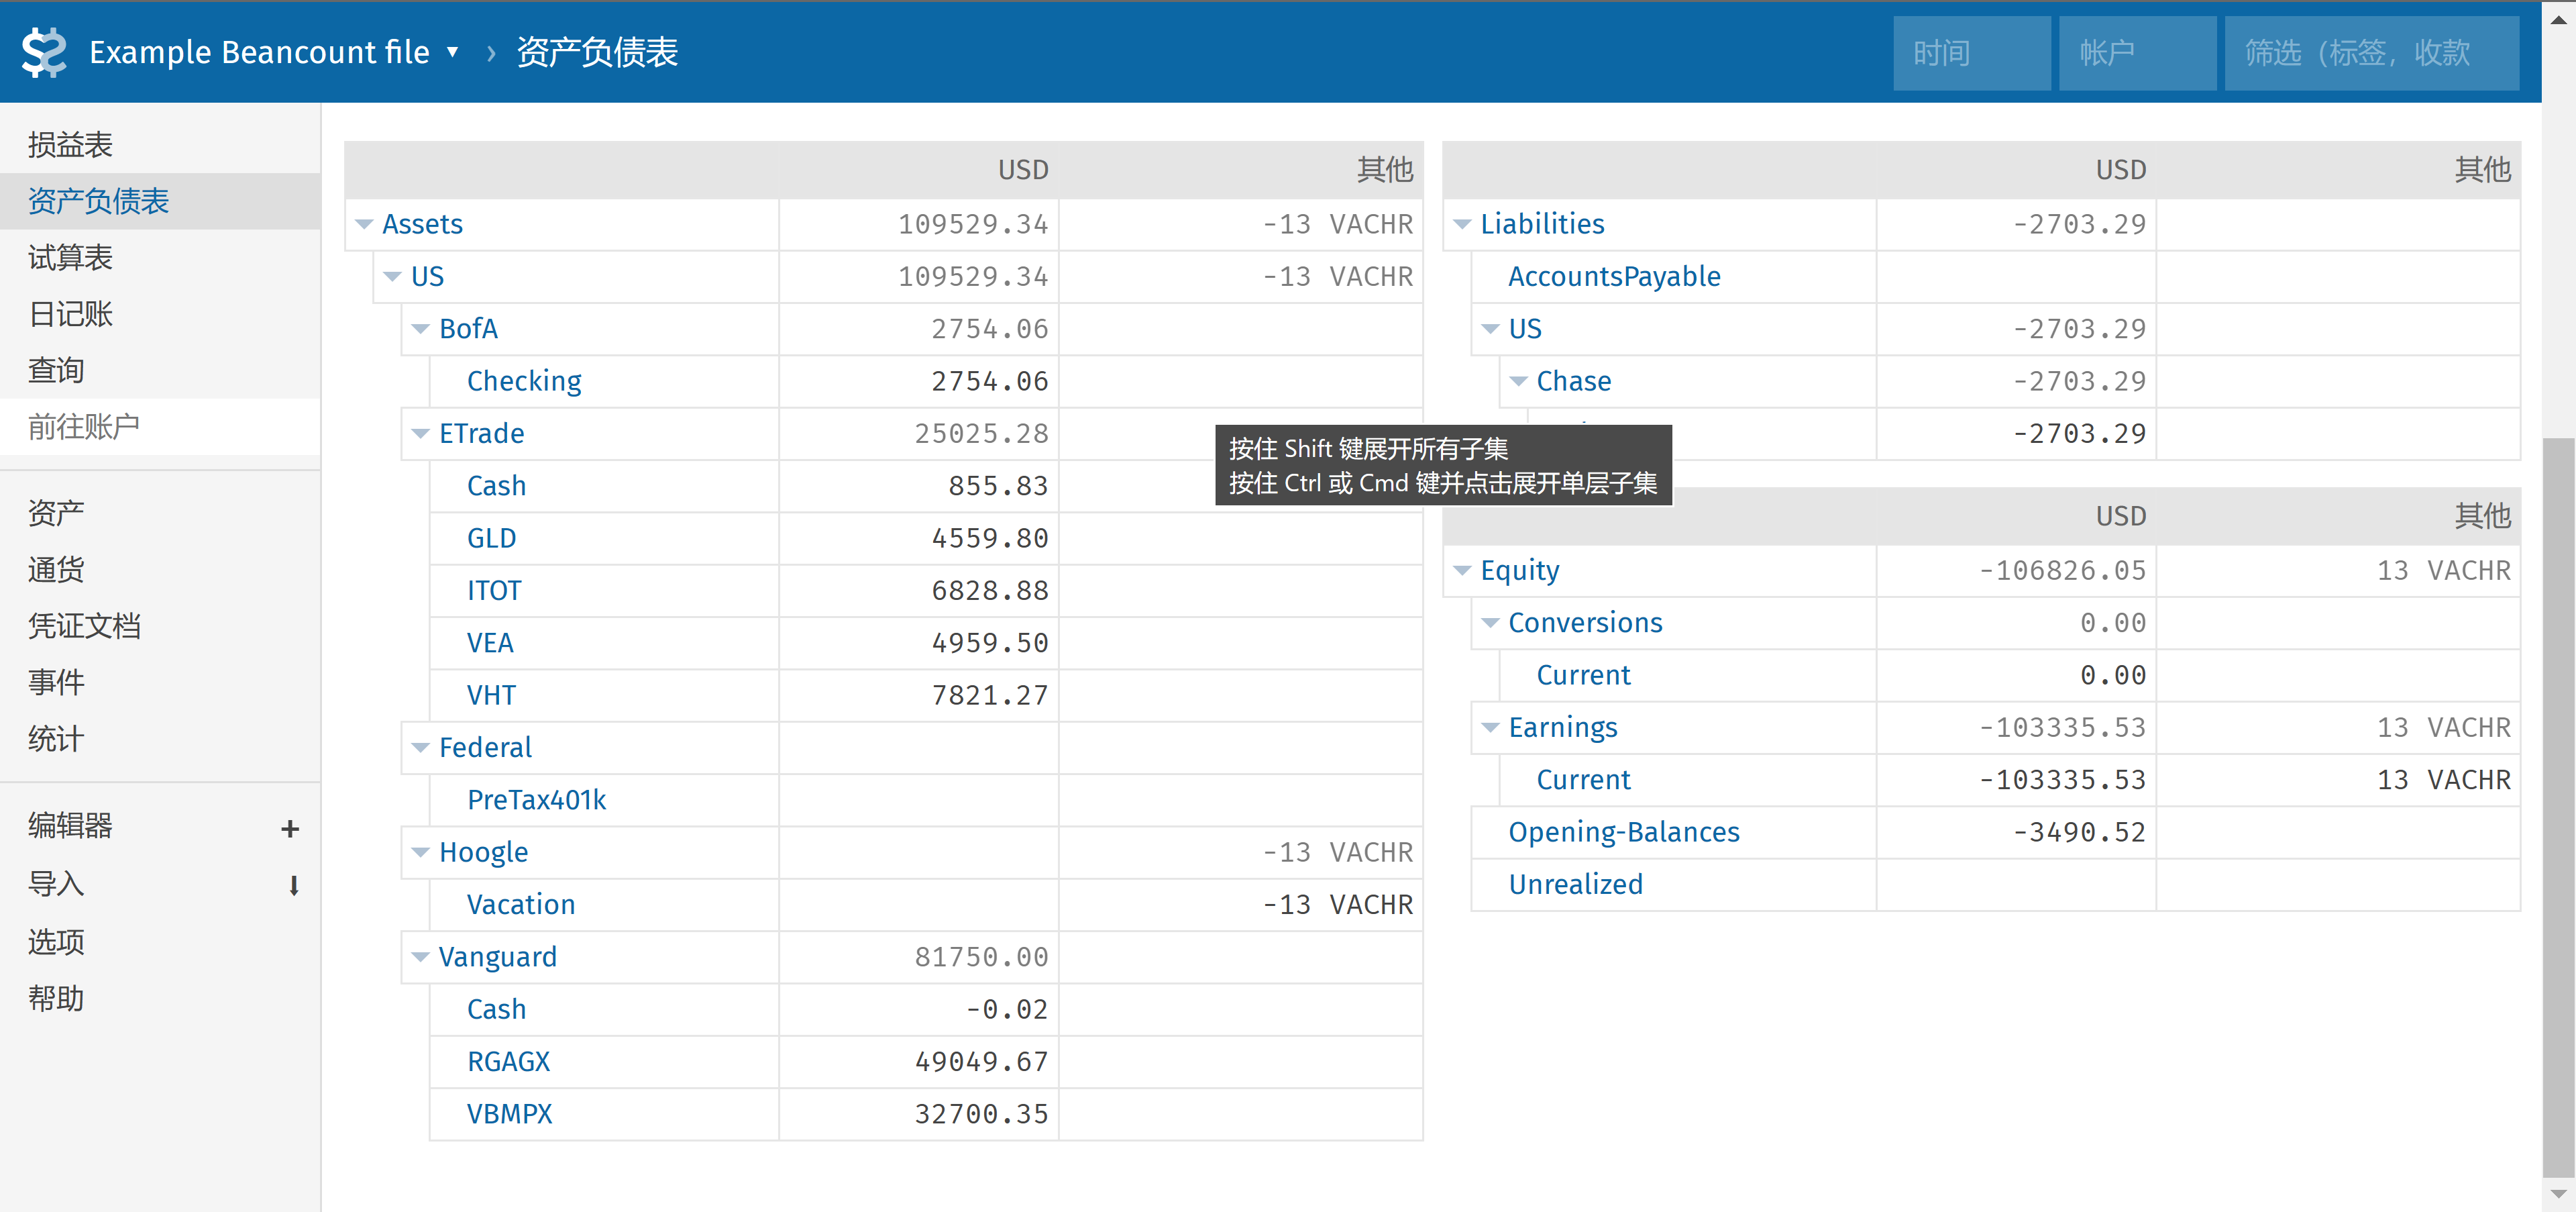 Example Beancount file ▾ › 资产负债表
时间
帐户
筛选（标签，收款
损益表
资产负债表
试算表
日记账
查询
前往账户
资产
通货
凭证文档
事件
统计
编辑器 +
导入 ⬇
选项
帮助
USD 其他
Assets 109529.34 -13 VACHR
US 109529.34 -13 VACHR
BofA 2754.06
Checking 2754.06
ETrade 25025.28
Cash 855.83
GLD 4559.80
ITOT 6828.88
VEA 4959.50
VHT 7821.27
Federal
PreTax401k
Hoogle -13 VACHR
Vacation -13 VACHR
Vanguard 81750.00
Cash -0.02
RGAGX 49049.67
VBMPX 32700.35
USD 其他
Liabilities -2703.29
AccountsPayable
US -2703.29
Chase -2703.29
-2703.29
按住 Shift 键展开所有子集
按住 Ctrl 或 Cmd 键并点击展开单层子集
USD 其他
Equity -106826.05 13 VACHR
Conversions 0.00
Current 0.00
Earnings -103335.53 13 VACHR
Current -103335.53 13 VACHR
Opening-Balances -3490.52
Unrealized